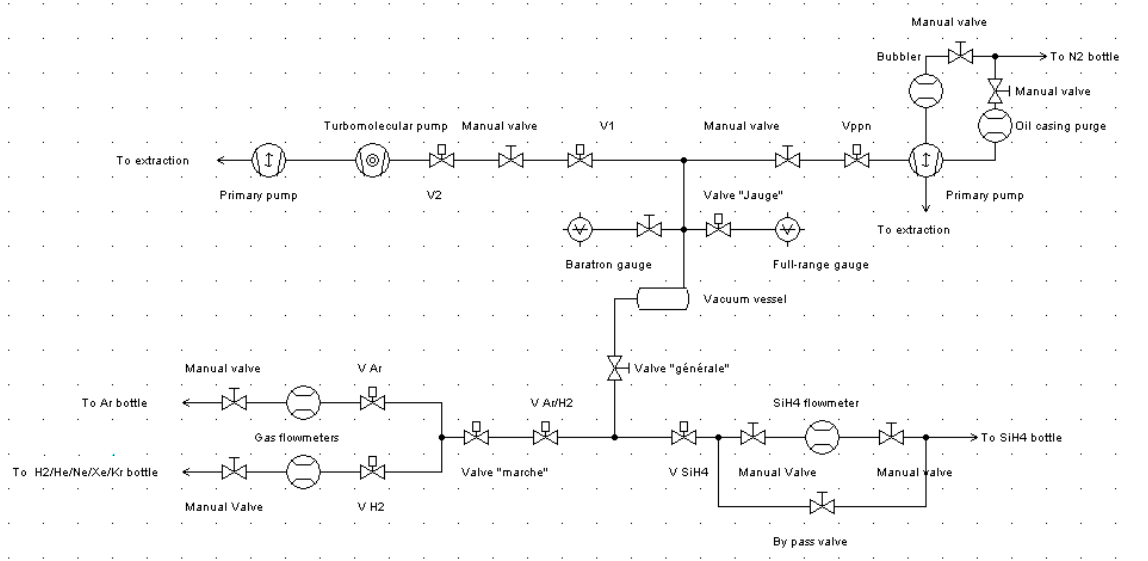 Manual valve
Bubbler
To N2 bottle
Manual valve
Turbomolecular pump
Manual valve
V1
Manual valve
Vppn
Oil casing purge
To extraction
Primary pump
V2
Valve "Jauge"
Primary pump
To extraction
Baratron gauge
Full-range gauge
Vacuum vessel
Manual valve
V Ar
Valve "générale"
To Ar bottle
V Ar/H2
SiH4 flowmeter
Gas flowmeters
To SiH4 bottle
To H2/He/Ne/Xe/Kr bottle
Valve "marche"
V SiH4
Manual Valve
Manual valve
Manual Valve
V H2
By pass valve